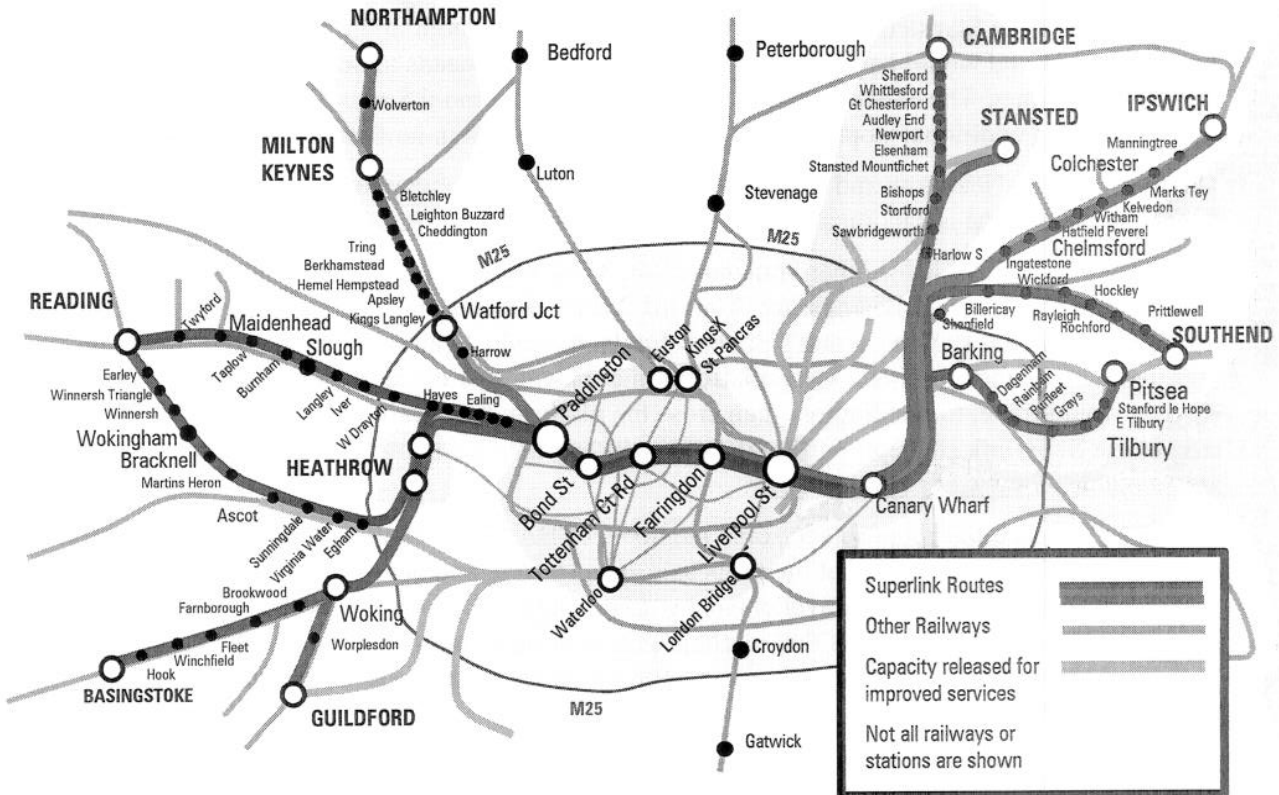 NORTHAMPTON
Bedford
Peterborough
CAMBRIDGE
Shelford
Whittlesford
Gt Chesterford
Audley End
Newport
Elsenham
Stansted Mountfichet
Bishops
Stortford
Sawbridgeworth
Harlow S
STANSTED
IPSWICH
Manningtree
Colchester
Marks Tey
Kelvedon
Witham
Hatfield Peverel
Chelmsford
Ingatestone
Wickford
Hockley
Prittlewell
Billericay
Rayleigh
Rochford
Shenfield
SOUTHEND
Wolverton
MILTON
KEYNES
Luton
Stevenage
Bletchley
Leighton Buzzard
Cheddington
M25
M25
Tring
Berkhamstead
Hemel Hempstead
Apsley
Kings Langley
Watford Jct
Harrow
READING
Twyford
Maidenhead
Taplow
Slough
Burnham
Langley
Iver
W Drayton
Hayes
Ealing
Paddington
Euston
KingsX
St Pancras
Barking
Dagenham
Rainham
Purfleet
Grays
Pitsea
Stanford le Hope
E Tilbury
Tilbury
Earley
Winnersh Triangle
Winnersh
Wokingham
Bracknell
Martins Heron
HEATHROW
Ascot
Sunningdale
Virginia Water
Egham
Bond St
Tottenham Ct Rd
Farringdon
Liverpool St
Canary Wharf
Brookwood
Farnborough
Fleet
Winchfield
Hook
BASINGSTOKE
Woking
Worplesdon
GUILDFORD
Waterloo
London Bridge
Croydon
M25
Gatwick
Superlink Routes
Other Railways
Capacity released for
improved services
Not all railways or
stations are shown